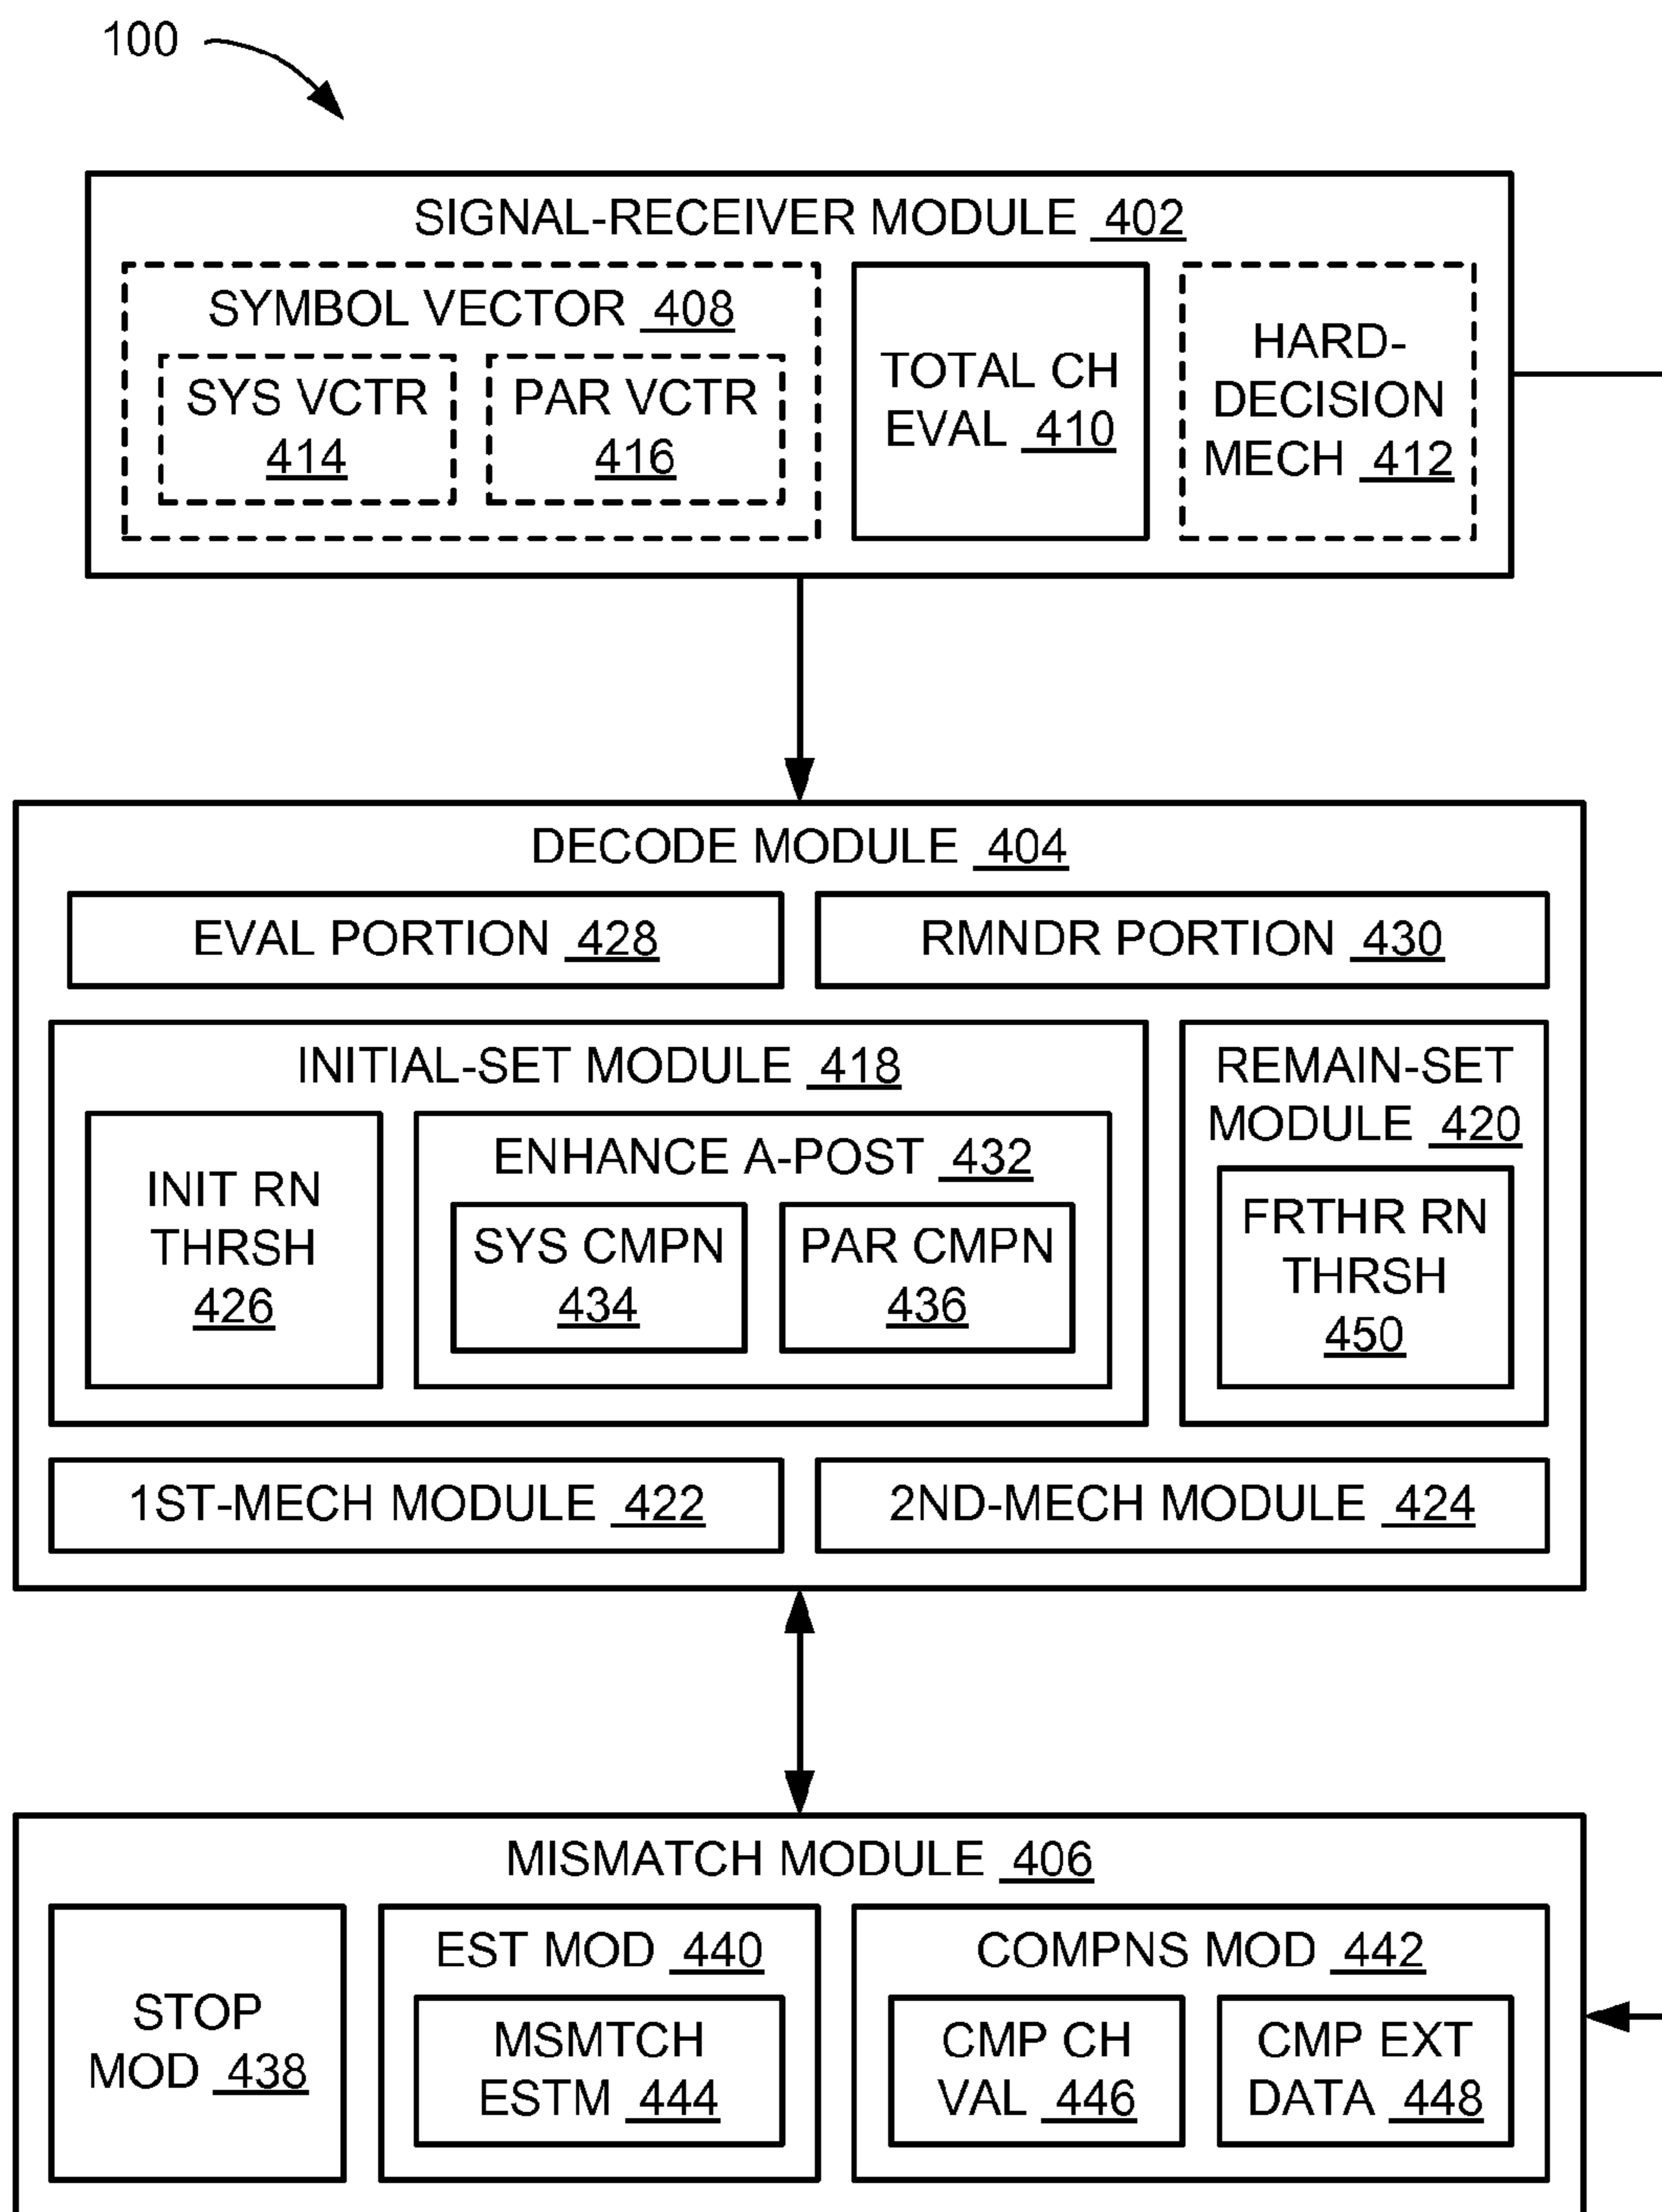 100
SIGNAL-RECEIVER MODULE 402
SYMBOL VECTOR 408
SYS VCTR
414
PAR VCTR
416
TOTAL CH
EVAL 410
HARD-
DECISION
MECH 412
DECODE MODULE 404
EVAL PORTION 428
RMNDR PORTION 430
INITIAL-SET MODULE 418
INIT RN
THRSH
426
ENHANCE A-POST 432
SYS CMPN
434
PAR CMPN
436
REMAIN-SET
MODULE 420
FRTHR RN
THRSH
450
1ST-MECH MODULE 422
2ND-MECH MODULE 424
MISMATCH MODULE 406
STOP
MOD 438
EST MOD 440
MSMTCH
ESTM 444
COMPNS MOD 442
CMP CH
VAL 446
CMP EXT
DATA 448